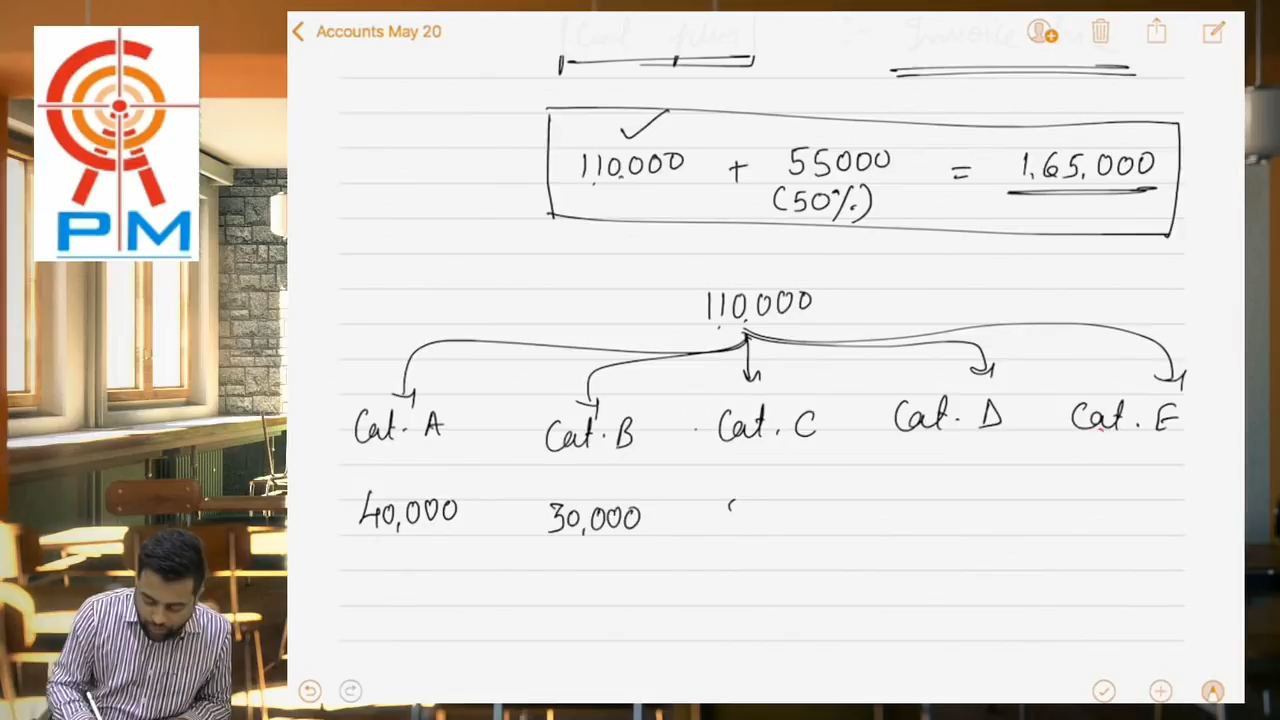 Accounts May 20
PM
Invoice
110,000 + 55000 = 1,65,000
(50%)
110,000
Cat. A Cat. B Cat. C Cat. D Cat. E
40,000 30,000